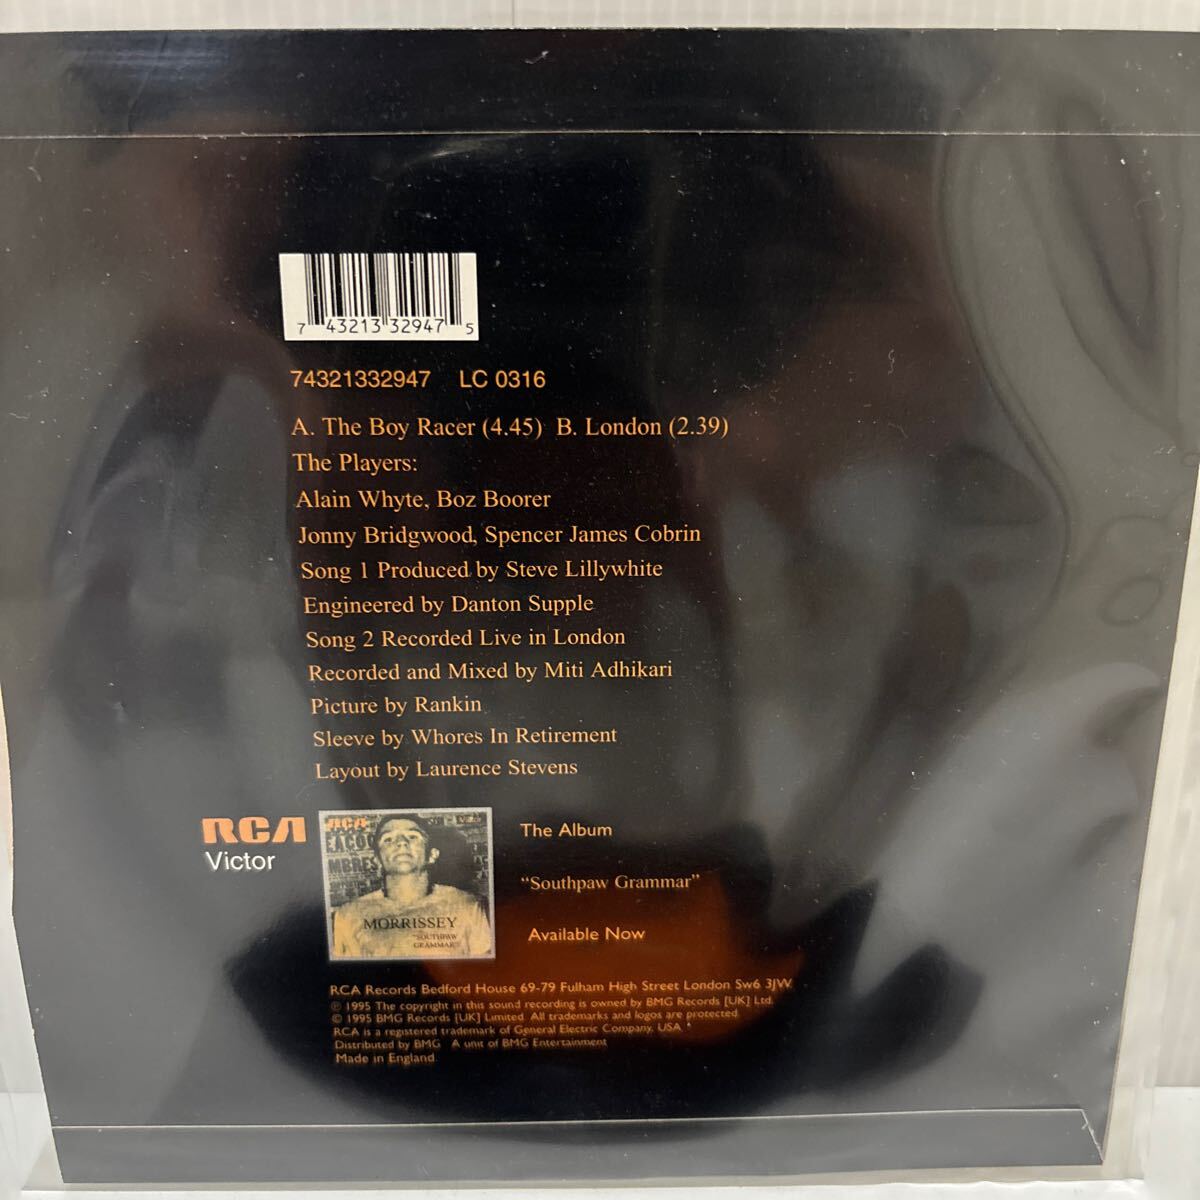 7 43213 32947 5
74321332947 LC 0316
A. The Boy Racer (4.45) B. London (2.39)
The Players:
Alain Whyte, Boz Boorer
Jonny Bridgwood, Spencer James Cobrin
Song 1 Produced by Steve Lillywhite
Engineered by Danton Supple
Song 2 Recorded Live in London
Recorded and Mixed by Miti Adhikari
Picture by Rankin
Sleeve by Whores In Retirement
Layout by Laurence Stevens
RCA
Victor
RCA
MORRISSEY
"SOUTHPAW
GRAMMAR"
The Album
“Southpaw Grammar”
Available Now
RCA Records Bedford House 69-79 Fulham High Street London Sw6 3JW
℗ 1995 The copyright in this sound recording is owned by BMG Records [UK] Ltd.
© 1995 BMG Records [UK] Limited. All trademarks and logos are protected.
RCA is a registered trademark of General Electric Company, USA
Distributed by BMG A unit of BMG Entertainment
Made in England